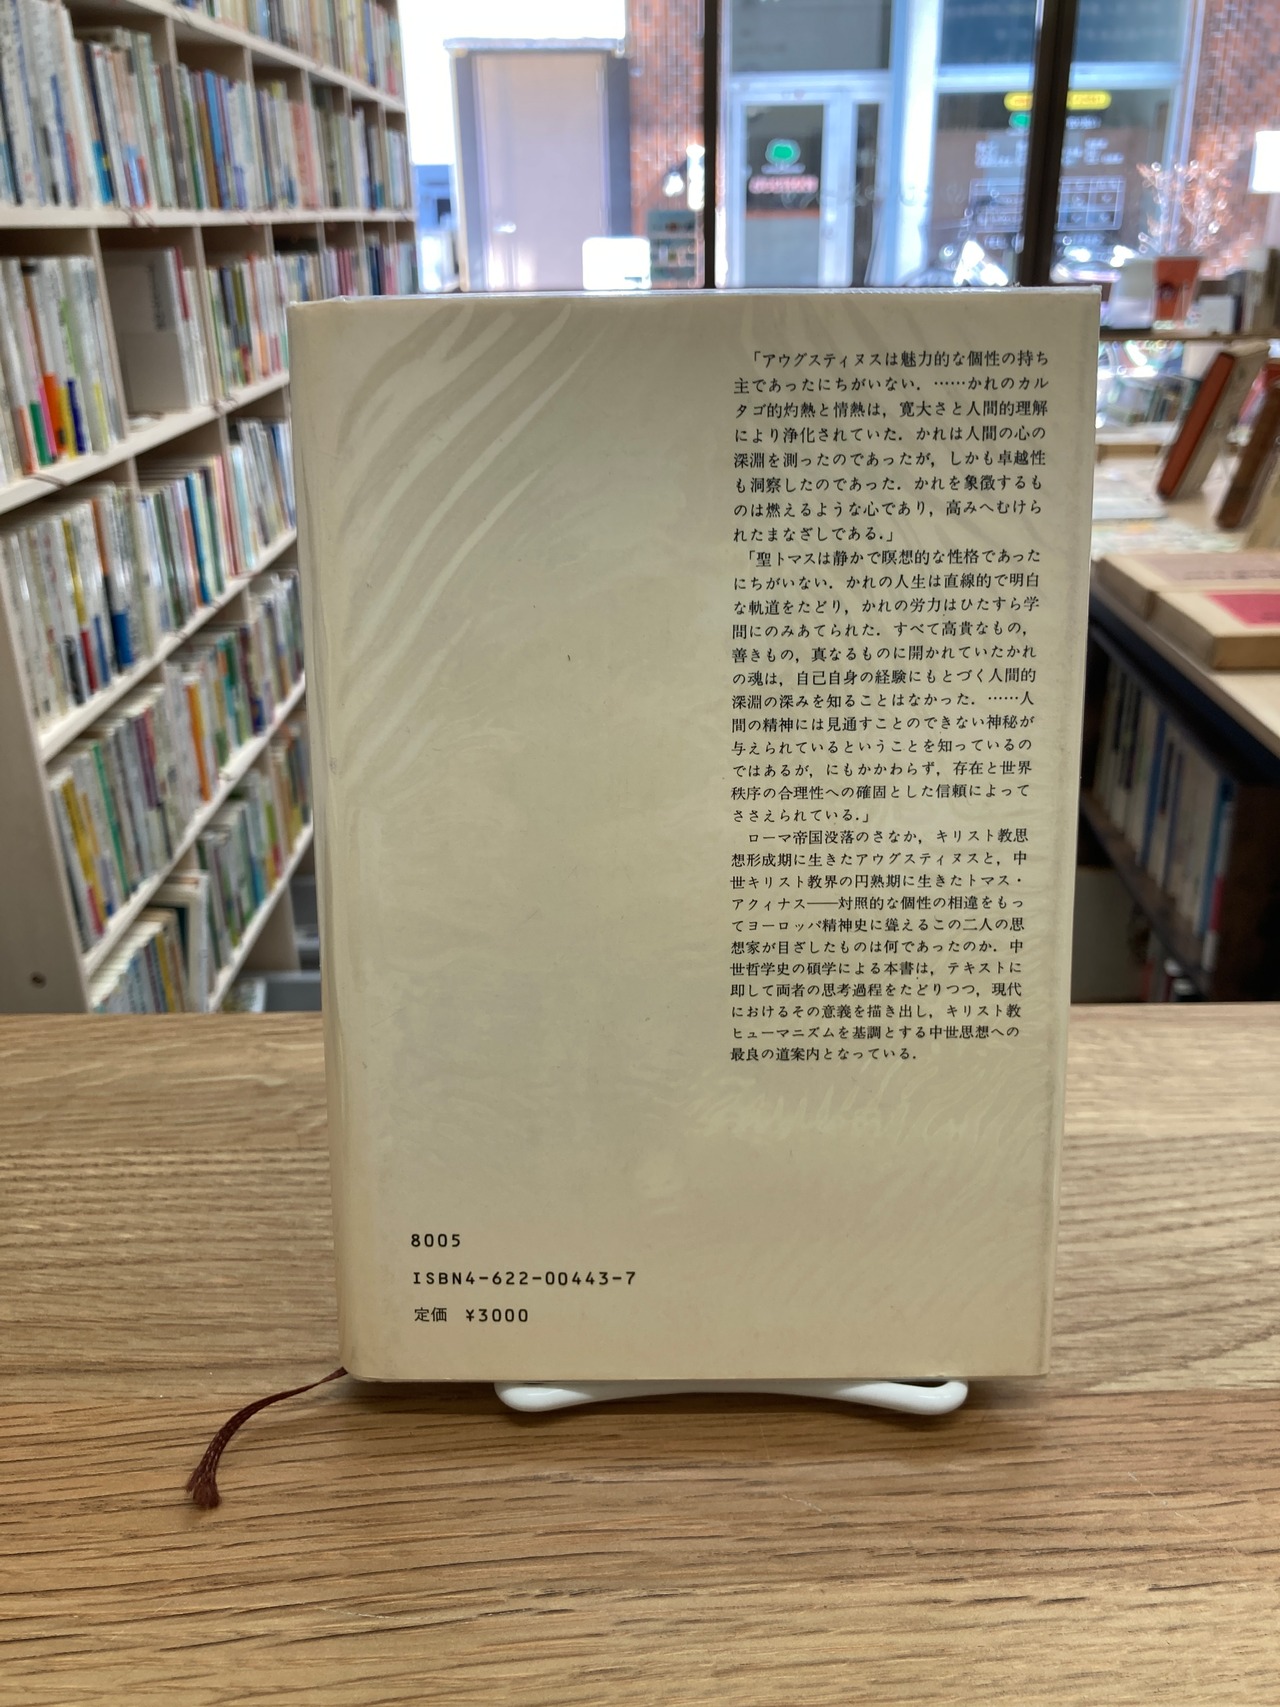 「アウグスティヌスは魅力的な個性の持ち
主であったにちがいない．……かれのカル
タゴ的灼熱と情熱は，寛大さと人間的理解
により浄化されていた．かれは人間の心の
深淵を測ったのであったが，しかも卓越性
も洞察したのであった．かれを象徴するも
のは燃えるような心であり，高みへむけら
れたまなざしである.」
「聖トマスは静かで瞑想的な性格であった
にちがいない．かれの人生は直線的で明白
な軌道をたどり，かれの労力はひたすら学
問にのみあてられた．すべて高貴なもの，
善きもの，真なるものに開かれていたかれ
の魂は，自己自身の経験にもとづく人間的
深淵の深みを知ることはなかった．……人
間の精神には見通すことのできない神秘が
与えられているということを知っているの
ではあるが，にもかかわらず，存在と世界
秩序の合理性への確固とした信頼によって
ささえられている.」
ローマ帝国没落のさなか，キリスト教思
想形成期に生きたアウグスティヌスと，中
世キリスト教界の円熟期に生きたトマス・
アクィナス——対照的な個性の相違をもっ
てヨーロッパ精神史に聳えるこの二人の思
想家が目ざしたものは何であったのか．中
世哲学史の碩学による本書は，テキストに
即して両者の思考過程をたどりつつ，現代
におけるその意義を描き出し，キリスト教
ヒューマニズムを基調とする中世思想への
最良の道案内となっている．
8005
ISBN4-622-00443-7
定価 ¥3000